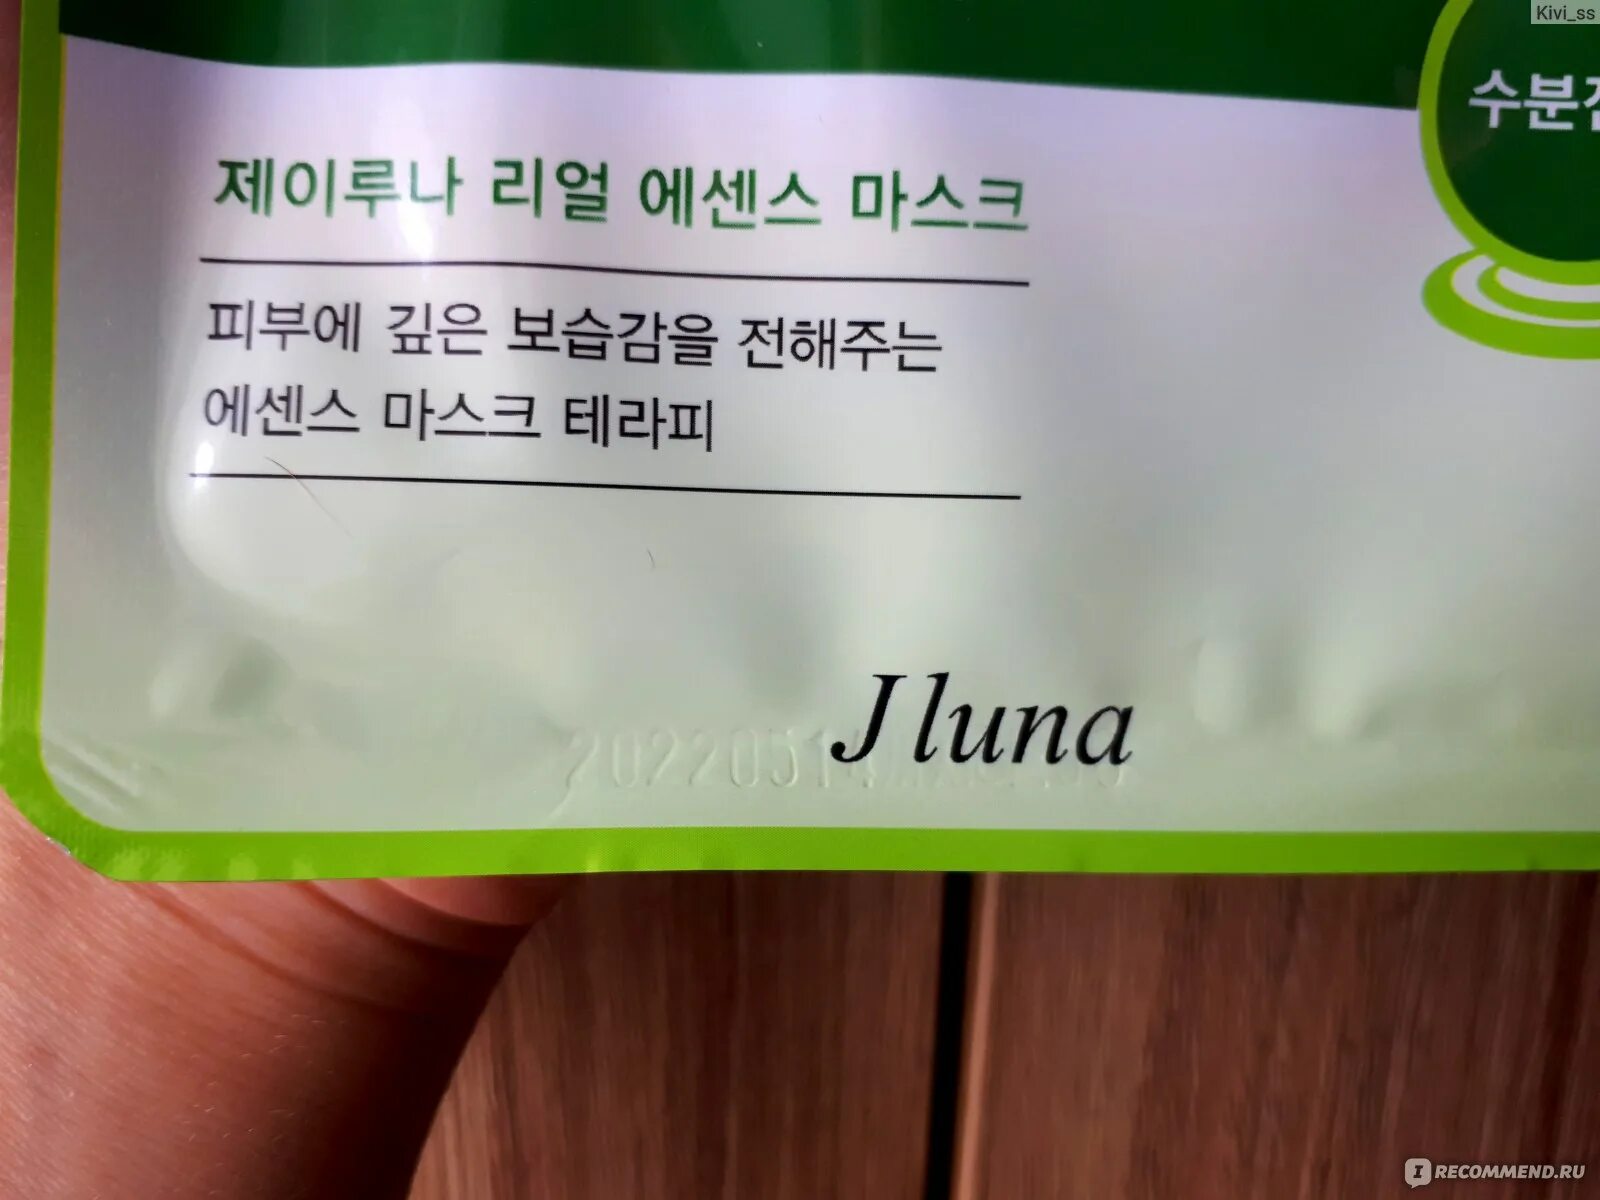 Kivi_ss
수분
제이루나 리얼 에센스 마스크
피부에 깊은 보습감을 전해주는
에센스 마스크 테라피
J luna
20220514
RECOMMEND.RU